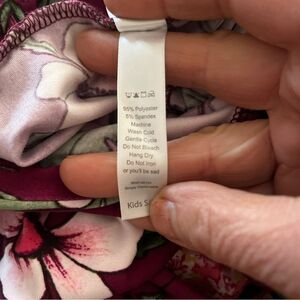 95% Polyester
5% Spandex
Machine
Wash Cold
Gentle Cycle
Do Not Bleach
Hang Dry
Do Not Iron
or you'll be sad
Kids S